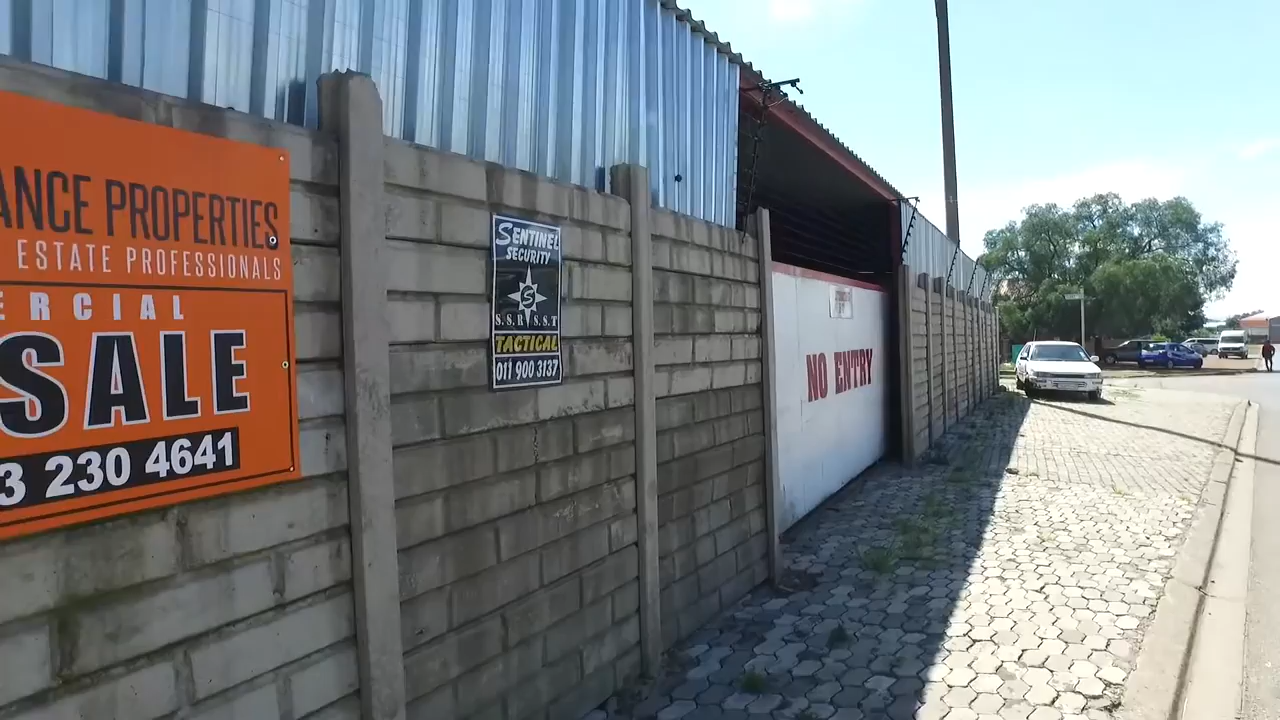 ANCE PROPERTIES
ESTATE PROFESSIONALS
ERCIAL
SALE
3 230 4641
SENTINEL
SECURITY
S
S.S.R S.S.T
TACTICAL
011 900 3137
NO ENTRY